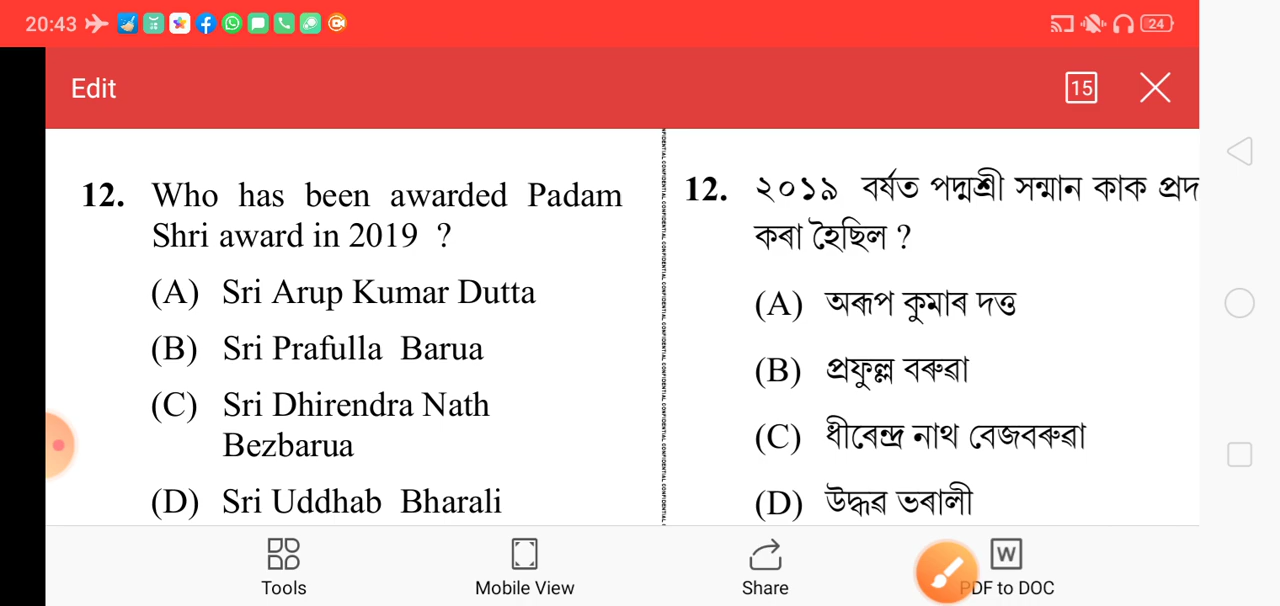 20:43
24
Edit
15
12. Who has been awarded Padam
Shri award in 2019 ?
(A) Sri Arup Kumar Dutta
(B) Sri Prafulla Barua
(C) Sri Dhirendra Nath
Bezbarua
(D) Sri Uddhab Bharali
12. ২০১৯ বৰ্ষত পদ্মশ্ৰী সন্মান কাক প্ৰদ
কৰা হৈছিল ?
(A) অৰূপ কুমাৰ দত্ত
(B) প্ৰফুল্ল বৰুৱা
(C) ধীৰেন্দ্ৰ নাথ বেজবৰুৱা
(D) উদ্ধৱ ভৰালী
Tools
Mobile View
Share
PDF to DOC